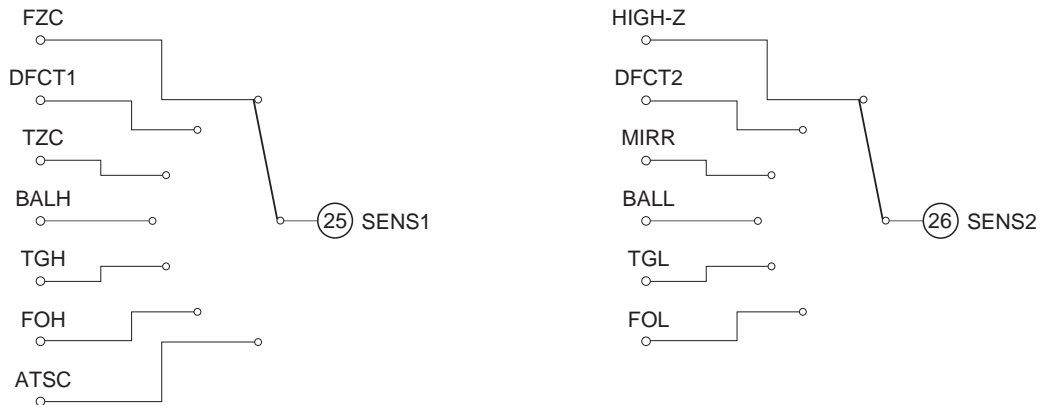 FZC
DFCT1
TZC
BALH
TGH
FOH
ATSC
25 SENS1
HIGH-Z
DFCT2
MIRR
BALL
TGL
FOL
26 SENS2